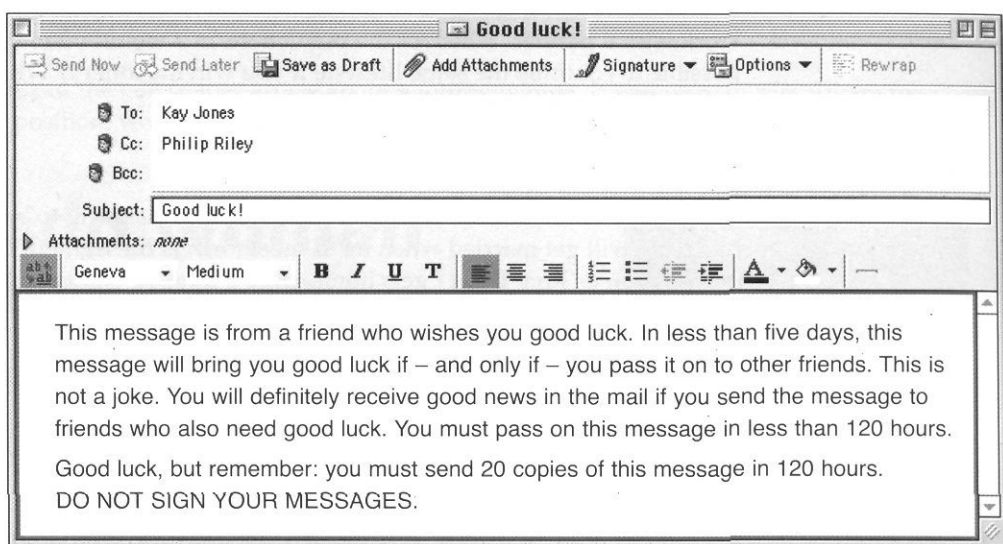 Good luck!
Send Now Send Later Save as Draft Add Attachments Signature Options Rewrap
To: Kay Jones
Cc: Philip Riley
Bcc:
Subject: Good luck!
Attachments: none
Geneva Medium B I U T A
This message is from a friend who wishes you good luck. In less than five days, this
message will bring you good luck if – and only if – you pass it on to other friends. This is
not a joke. You will definitely receive good news in the mail if you send the message to
friends who also need good luck. You must pass on this message in less than 120 hours.
Good luck, but remember: you must send 20 copies of this message in 120 hours.
DO NOT SIGN YOUR MESSAGES.